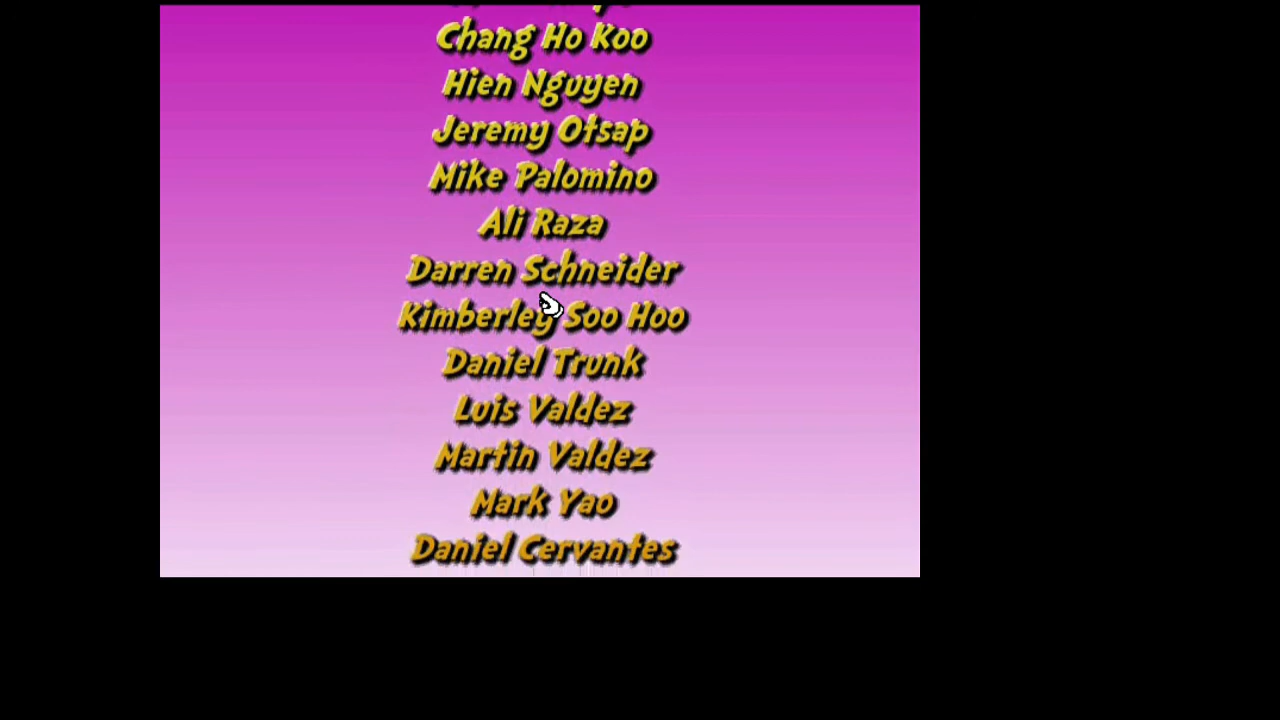 Chang Ho Koo
Hien Nguyen
Jeremy Otsap
Mike Palomino
Ali Raza
Darren Schneider
Kimberley Soo Hoo
Daniel Trunk
Luis Valdez
Martin Valdez
Mark Yao
Daniel Cervantes